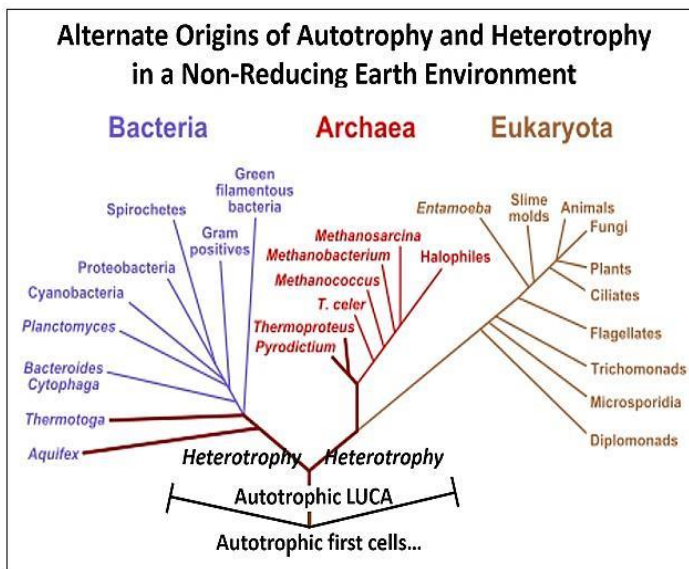 Alternate Origins of Autotrophy and Heterotrophy
in a Non-Reducing Earth Environment
Bacteria
Archaea
Eukaryota
Green
filamentous
bacteria
Spirochetes
Gram
positives
Proteobacteria
Cyanobacteria
Planctomyces
Bacteroides
Cytophaga
Thermotoga
Aquifex
Methanosarcina
Methanobacterium
Halophiles
Methanococcus
T. celer
Thermoproteus
Pyrodictium
Entamoeba
Slime
molds
Animals
Fungi
Plants
Ciliates
Flagellates
Trichomonads
Microsporidia
Diplomonads
Heterotrophy
Heterotrophy
Autotrophic LUCA
Autotrophic first cells...